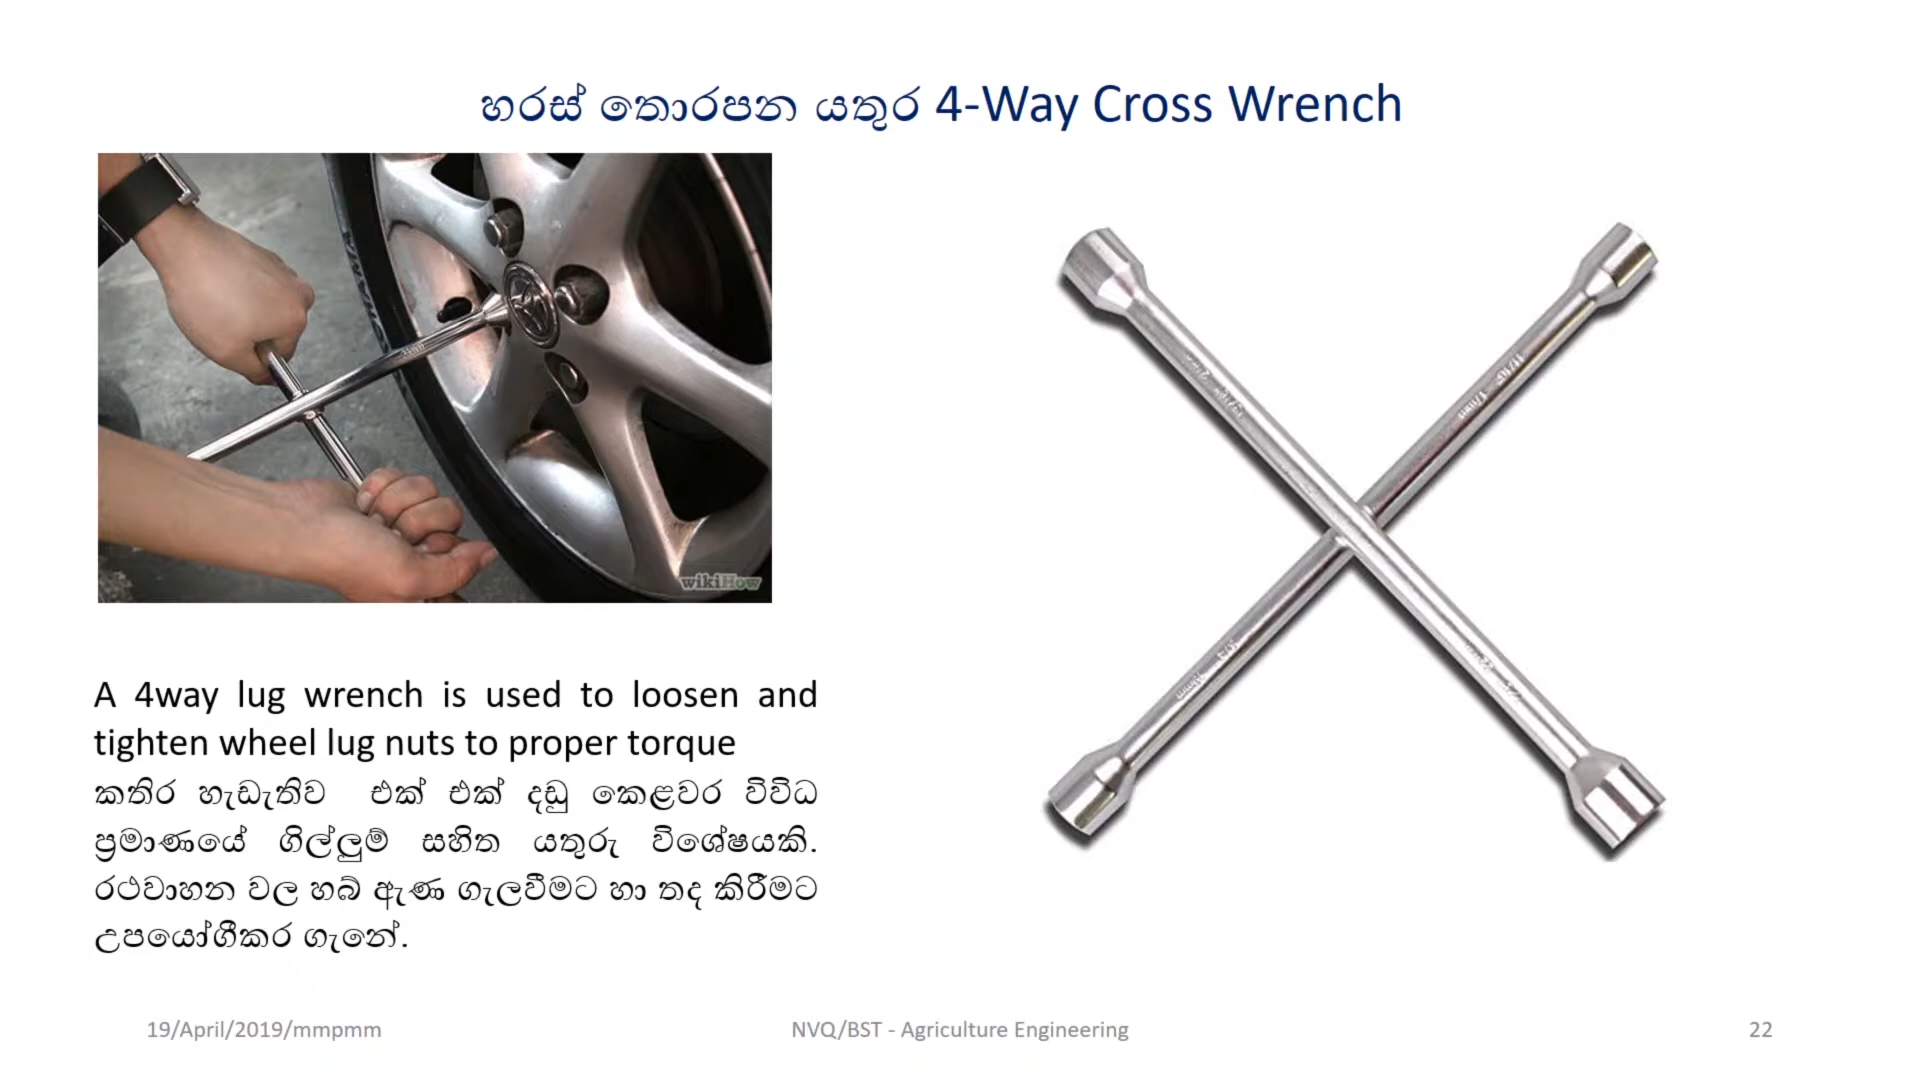 හරස් තොරපන යතුර 4-Way Cross Wrench
wikiHow
A 4way lug wrench is used to loosen and
tighten wheel lug nuts to proper torque
කතිර හැඩැතිව එක් එක් දඬු කෙළවර විවිධ
ප්‍රමාණයේ ගිල්ලුම් සහිත යතුරු විශේෂයකි.
රථවාහන වල හබ් ඇණ ගැලවීමට හා තද කිරීමට
උපයෝගීකර ගැනේ.
19/April/2019/mmpmm
NVQ/BST - Agriculture Engineering
22